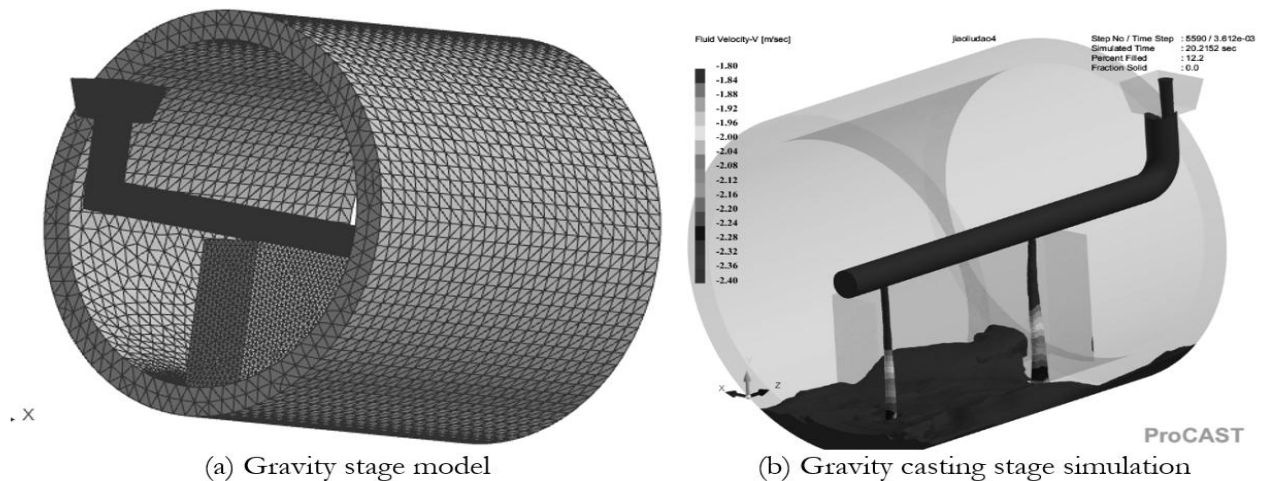 Fluid Velocity-V [m/sec]
jiaoliudao4
Step No / Time Step : 5590 / 3.612e-03
Simulated Time : 20.2152 sec
Percent Filled : 12.2
Fraction Solid : 0.0
-1.80
-1.84
-1.88
-1.92
-1.96
-2.00
-2.04
-2.08
-2.12
-2.16
-2.20
-2.24
-2.28
-2.32
-2.36
-2.40
X
X
Z
ProCAST
(a) Gravity stage model
(b) Gravity casting stage simulation